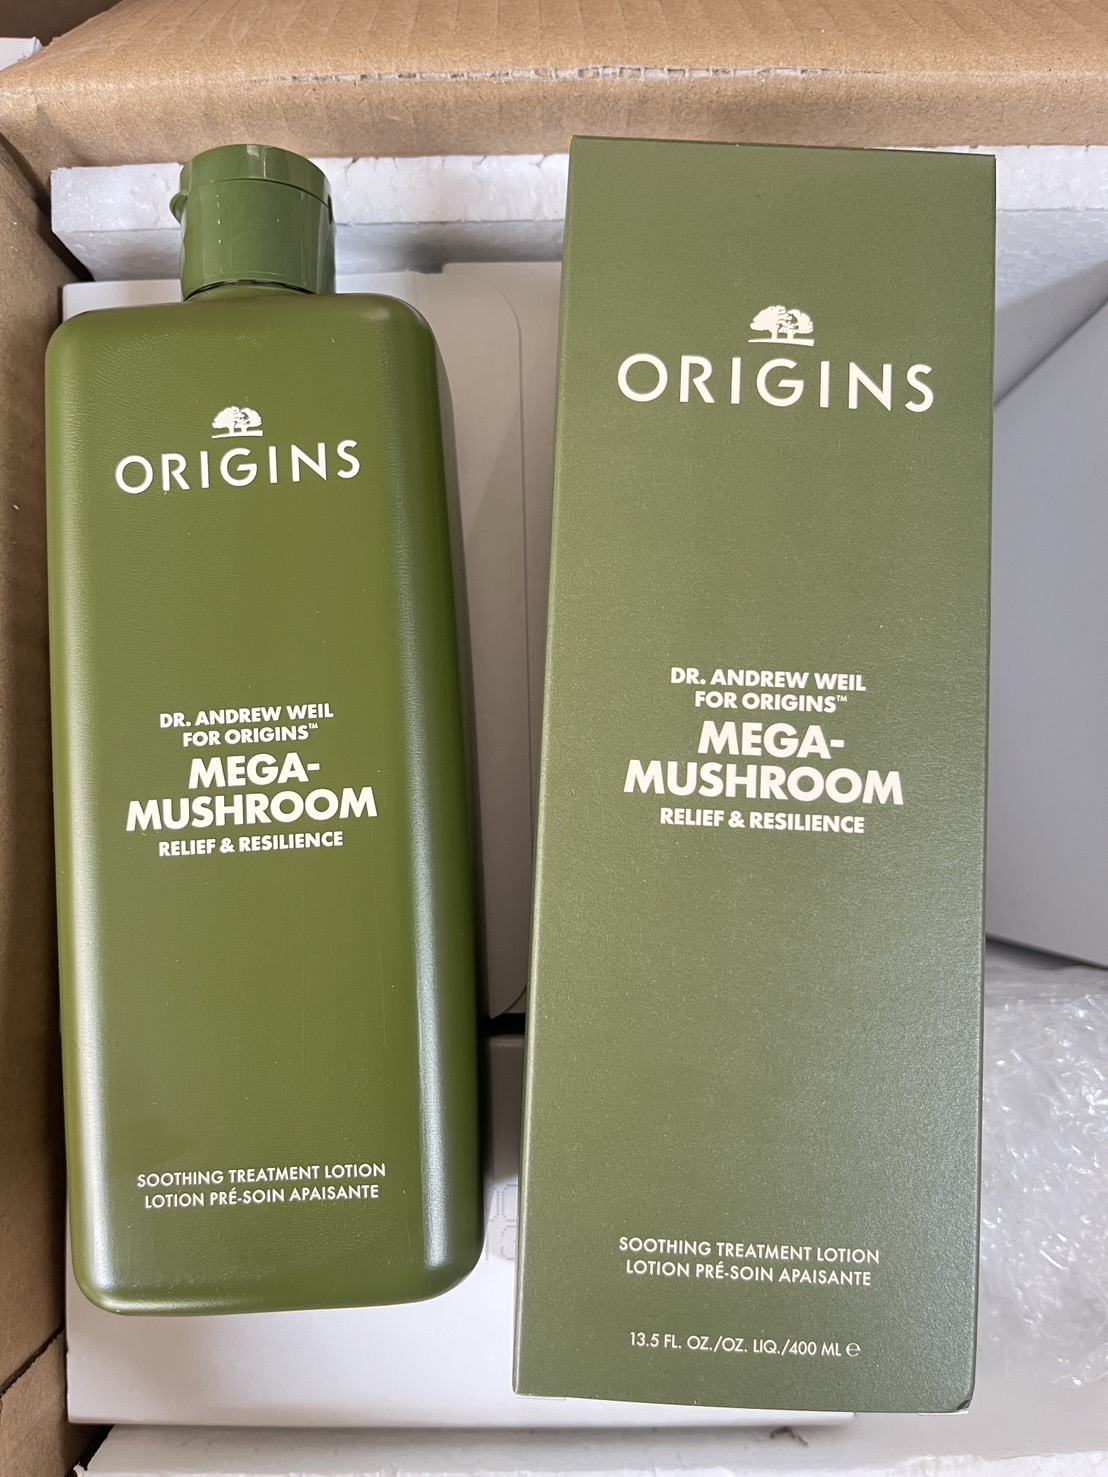 ORIGINS
DR. ANDREW WEIL
FOR ORIGINS™
MEGA-
MUSHROOM
RELIEF & RESILIENCE
SOOTHING TREATMENT LOTION
LOTION PRÉ-SOIN APAISANTE
ORIGINS
DR. ANDREW WEIL
FOR ORIGINS™
MEGA-
MUSHROOM
RELIEF & RESILIENCE
SOOTHING TREATMENT LOTION
LOTION PRÉ-SOIN APAISANTE
13.5 FL. OZ./OZ. LIQ./400 ML ℮